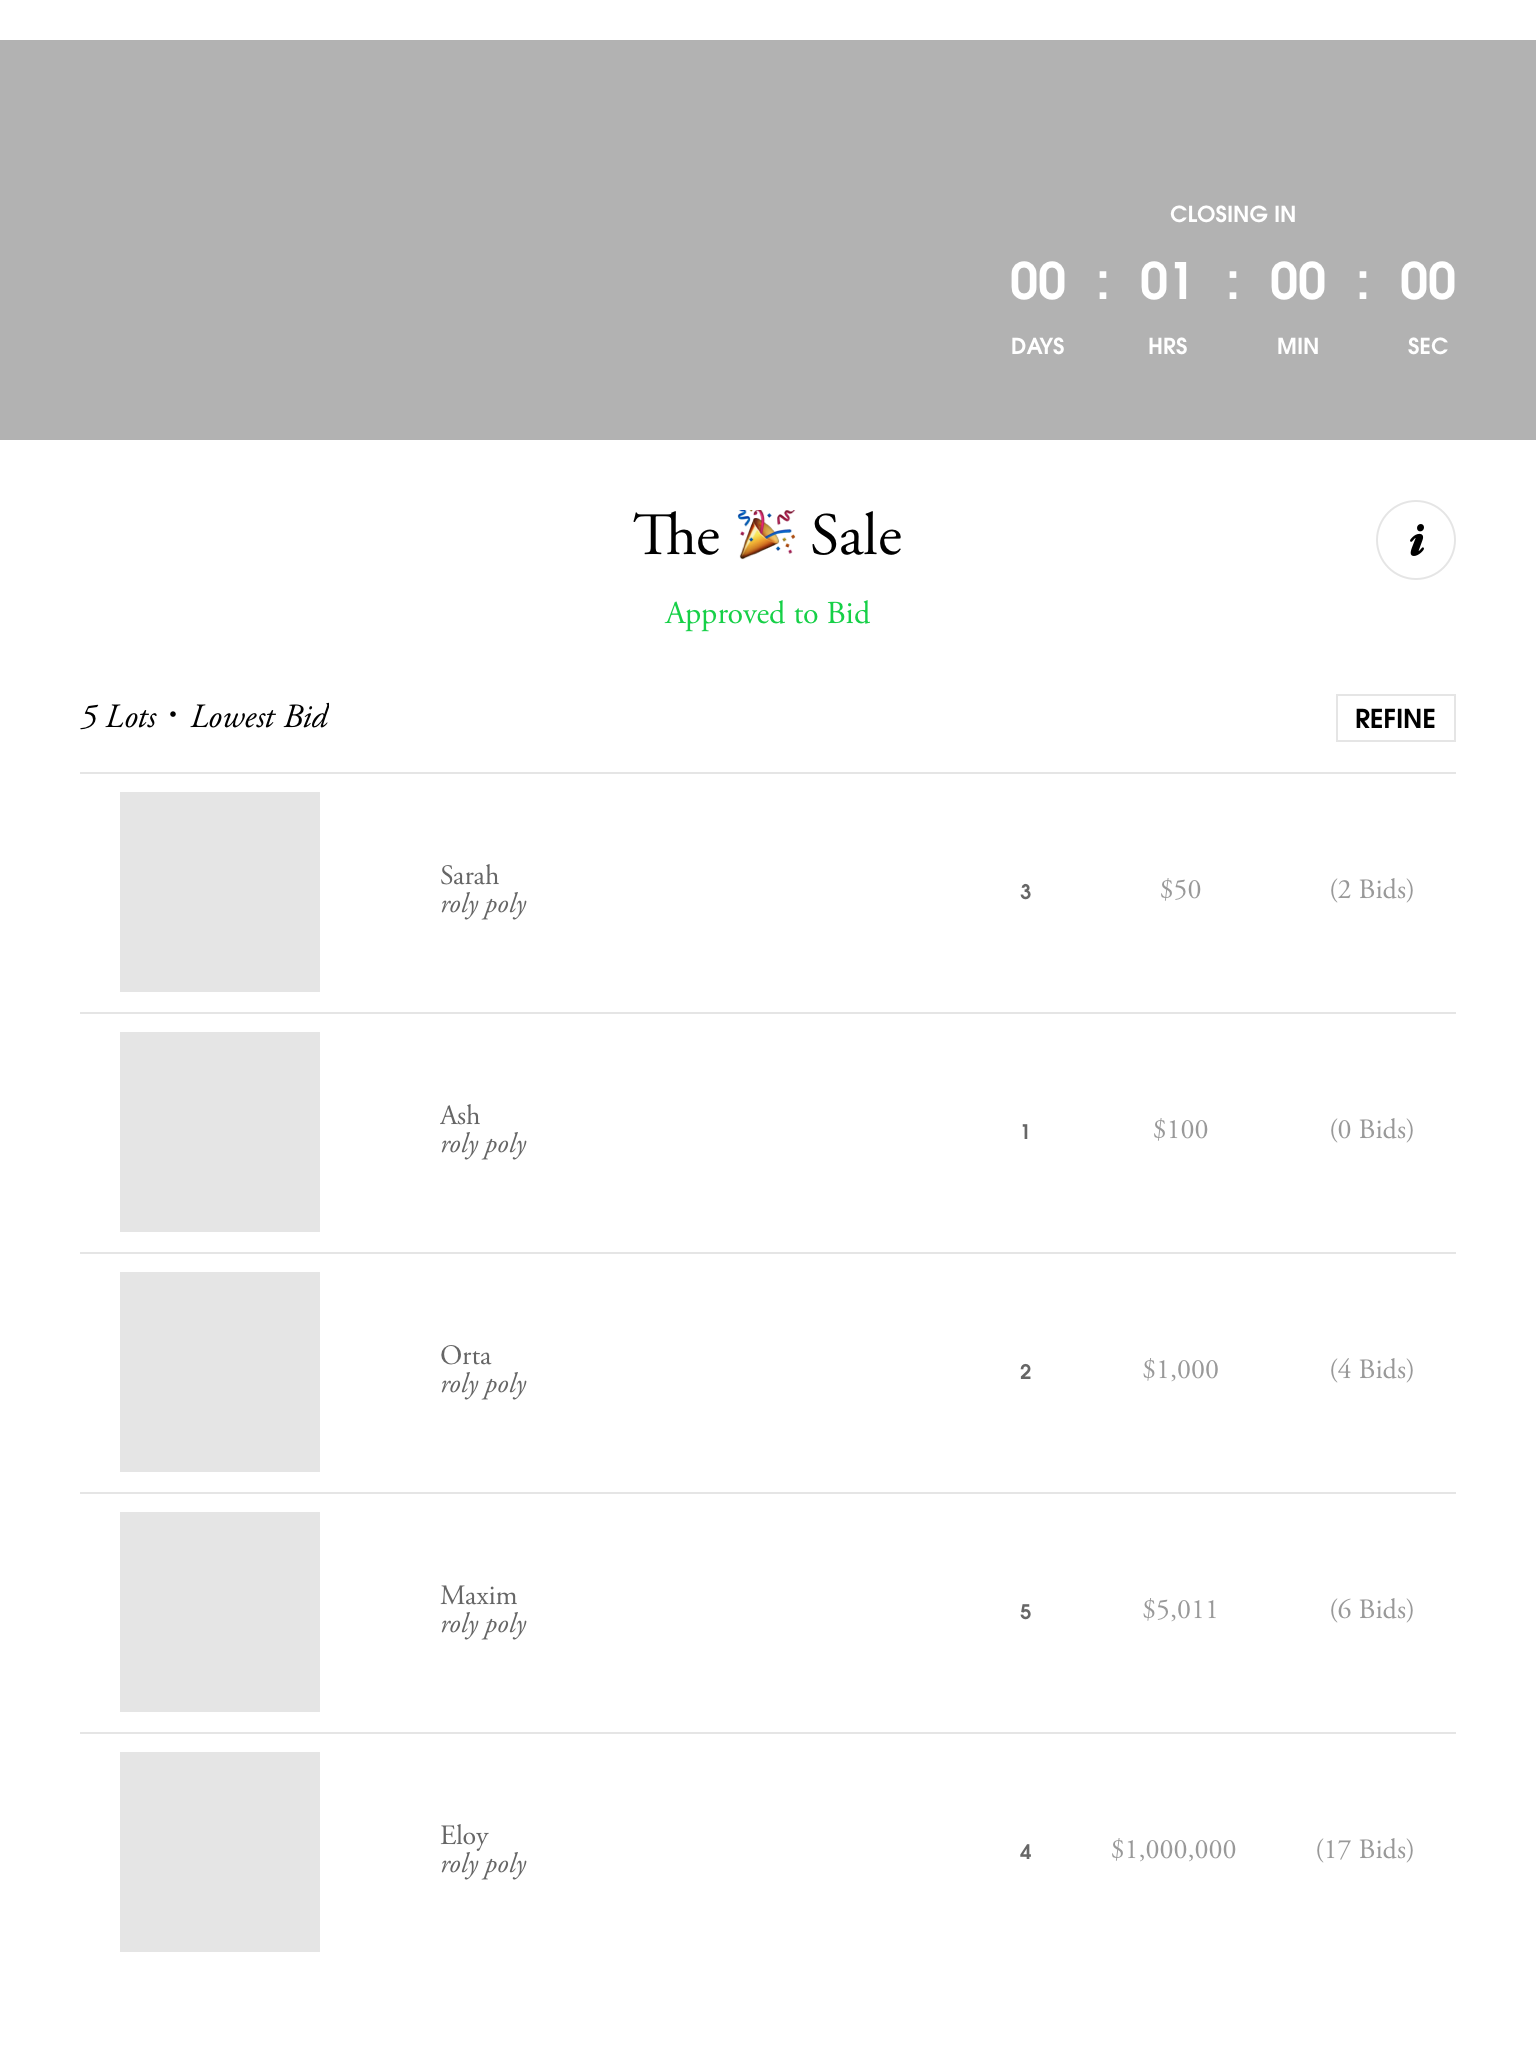 CLOSING IN
00 : 01 : 00 : 00
DAYS HRS MIN SEC
The 🎉 Sale
i
Approved to Bid
5 Lots · Lowest Bid
REFINE
Sarah
roly poly
3 $50 (2 Bids)
Ash
roly poly
1 $100 (0 Bids)
Orta
roly poly
2 $1,000 (4 Bids)
Maxim
roly poly
5 $5,011 (6 Bids)
Eloy
roly poly
4 $1,000,000 (17 Bids)